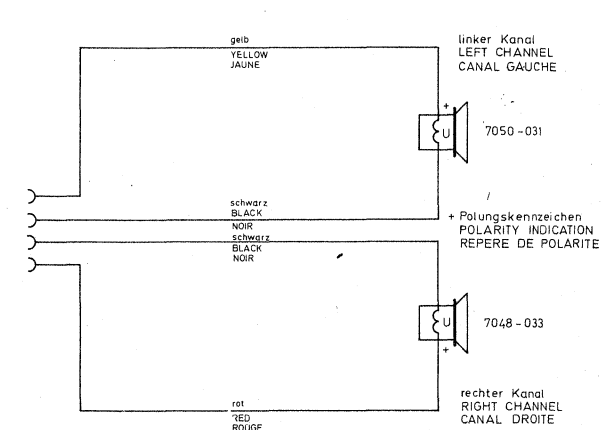 gelb
YELLOW
JAUNE
linker Kanal
LEFT CHANNEL
CANAL GAUCHE
+
U
7050-031
schwarz
BLACK
NOIR
schwarz
BLACK
NOIR
+ Polungskennzeichen
POLARITY INDICATION
REPERE DE POLARITE
U
7048-033
+
rot
RED
ROUGE
rechter Kanal
RIGHT CHANNEL
CANAL DROITE